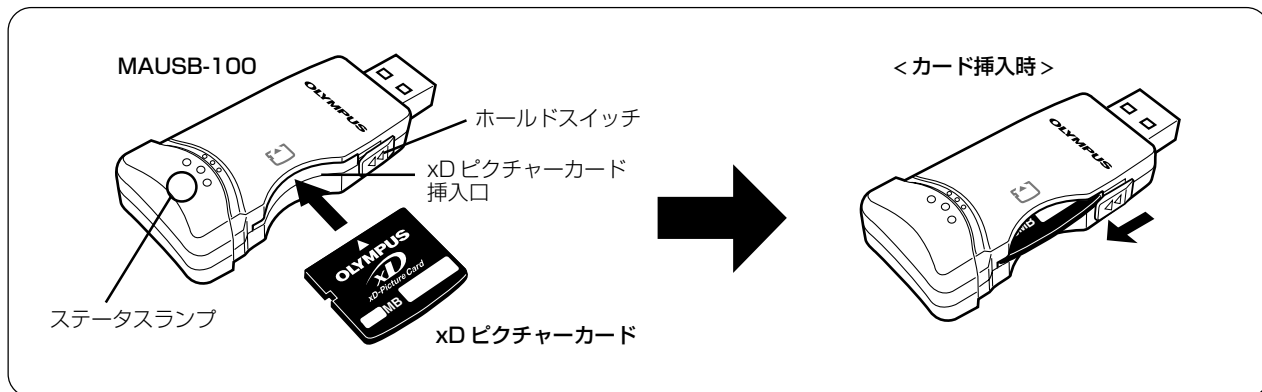 MAUSB-100
OLYMPUS
ホールドスイッチ
xD ピクチャーカード
挿入口
OLYMPUS
xD
xD-Picture Card
MB
ステータスランプ
xD ピクチャーカード
< カード挿入時 >
OLYMPUS
MB